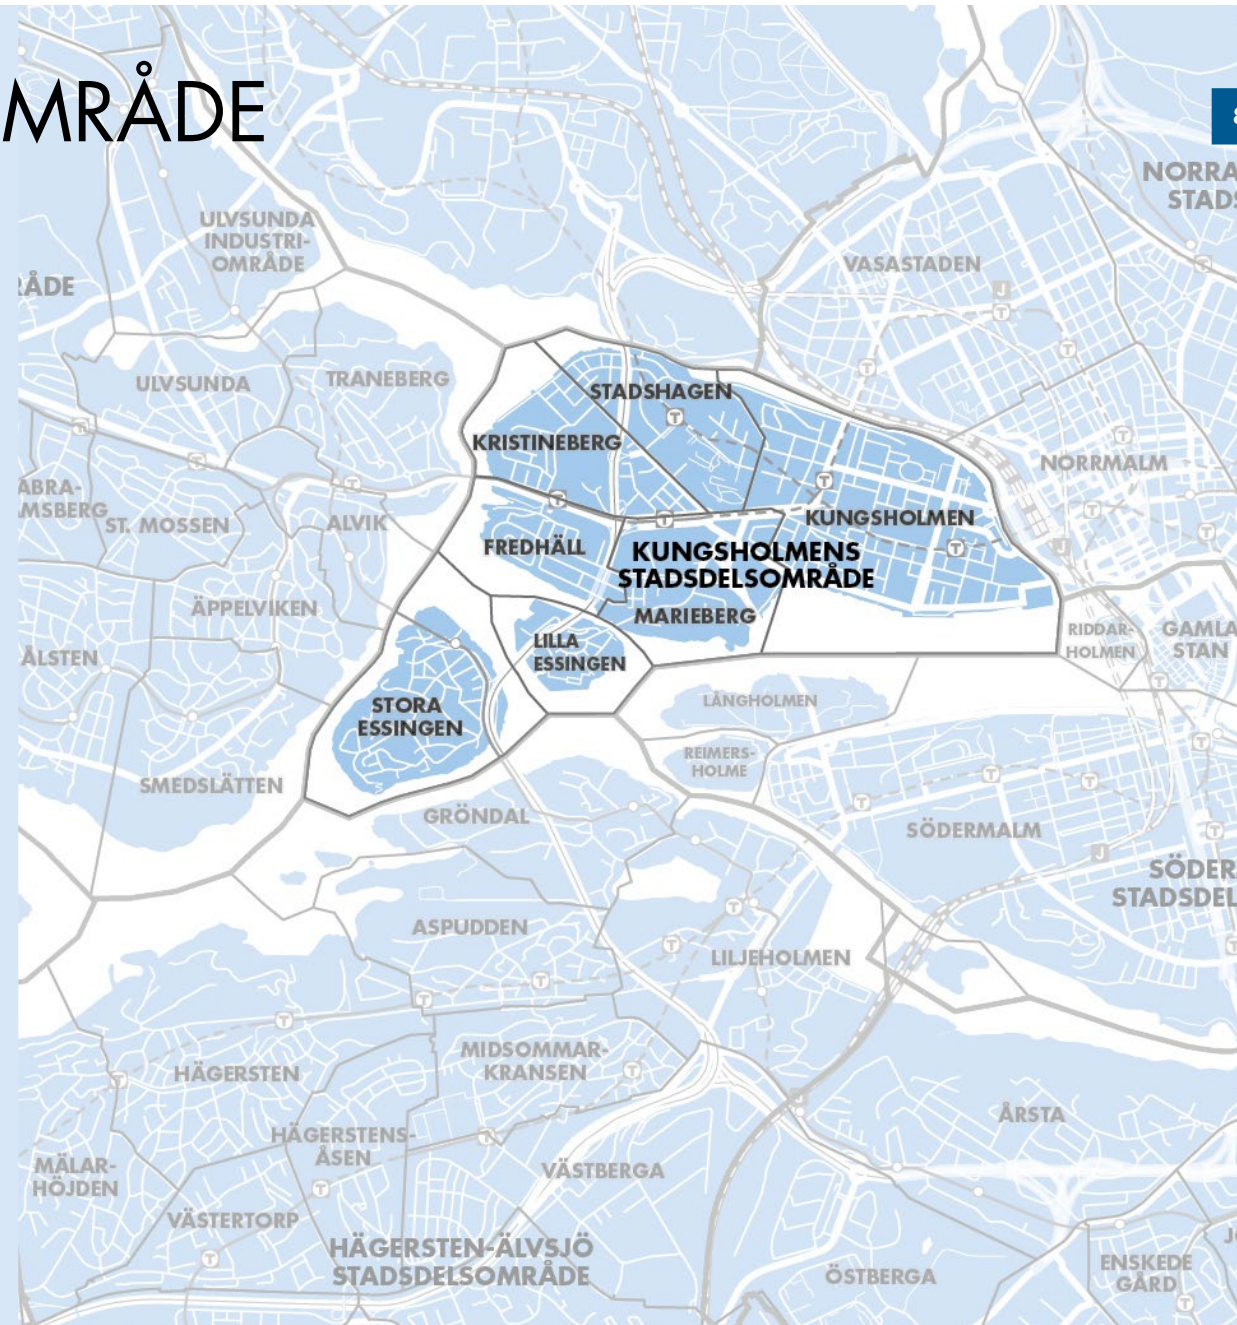 MRÅDE
NORRA
STADS
ULVSUNDA
INDUSTRI-
OMRÅDE
VASASTADEN
RÅDE
ULVSUNDA
TRANEBERG
STADSHAGEN
KRISTINEBERG
NORRMALM
ABRA-
MSBERG
ST. MOSSEN
ALVIK
KUNGSHOLMEN
FREDHÄLL
KUNGSHOLMENS
STADSDELSOMRÅDE
ÄPPELVIKEN
MARIEBERG
RIDDAR-
HOLMEN
GAMLA
STAN
ÅLSTEN
LILLA
ESSINGEN
STORA
ESSINGEN
LÅNGHOLMEN
REIMERS-
HOLME
SMEDSLÄTTEN
GRÖNDAL
SÖDERMALM
SÖDER
STADSDEL
ASPUDDEN
LILJEHOLMEN
MIDSOMMAR-
KRANSEN
HÄGERSTEN
ÅRSTA
HÄGERSTENS-
ÅSEN
MÄLAR-
HÖJDEN
VÄSTBERGA
VÄSTERTORP
HÄGERSTEN-ÄLVSJÖ
STADSDELSOMRÅDE
ÖSTBERGA
ENSKEDE
GÅRD